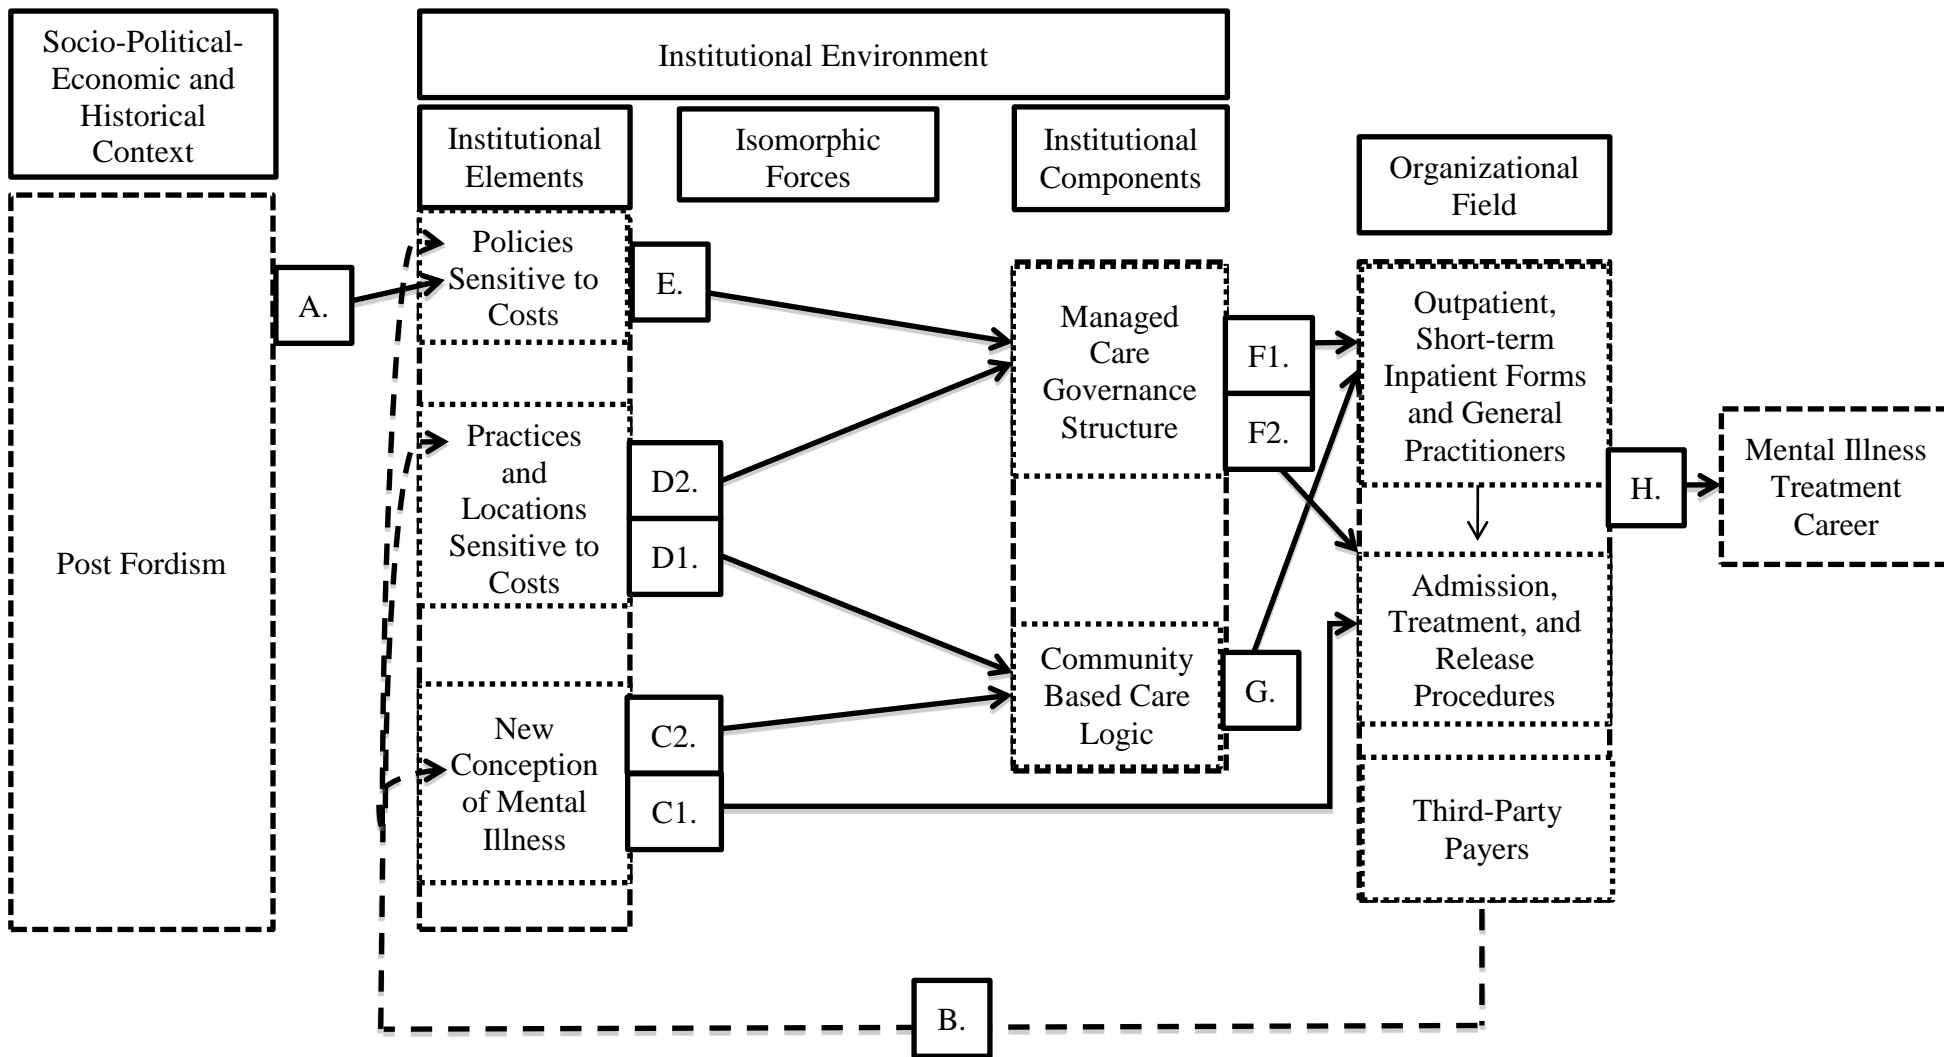 Socio-Political-
Economic and
Historical
Context
Institutional Environment
Institutional
Elements
Isomorphic
Forces
Institutional
Components
Organizational
Field
Post Fordism
A.
Policies
Sensitive to
Costs
E.
Practices
and
Locations
Sensitive to
Costs
D2.
D1.
New
Conception
of Mental
Illness
C2.
C1.
Managed
Care
Governance
Structure
F1.
F2.
Community
Based Care
Logic
G.
Outpatient,
Short-term
Inpatient Forms
and General
Practitioners
Admission,
Treatment, and
Release
Procedures
Third-Party
Payers
H.
Mental Illness
Treatment
Career
B.